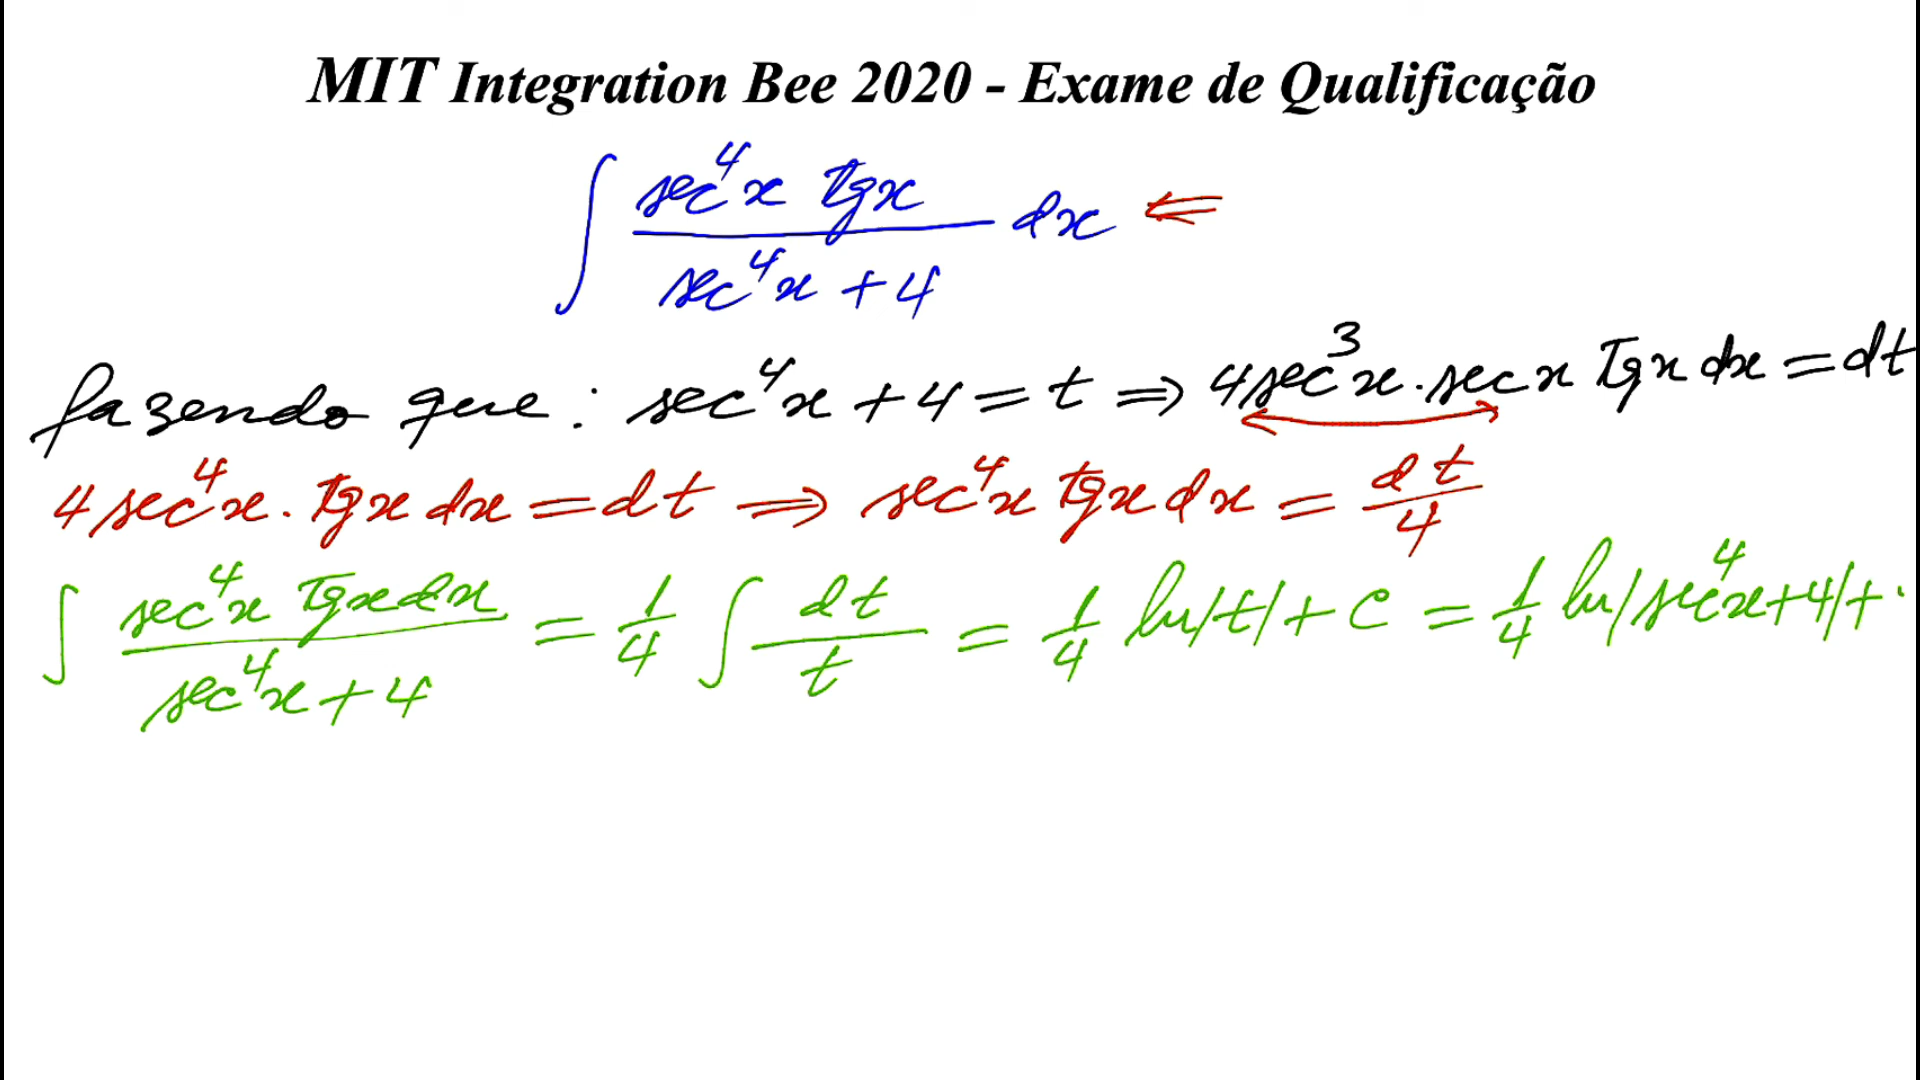 MIT Integration Bee 2020 - Exame de Qualificação
∫ sec⁴x tgx / sec⁴x + 4 dx ⇐
fazendo que: sec⁴x + 4 = t ⇒ 4sec³x . secx Tgx dx = dt
4 sec⁴x . Tgx dx = dt ⇒ sec⁴x tgx dx = dt/4
∫ sec⁴x Tgx dx / sec⁴x + 4 = 1/4 ∫ dt/t = 1/4 ln|t| + C = 1/4 ln|sec⁴x+4|+